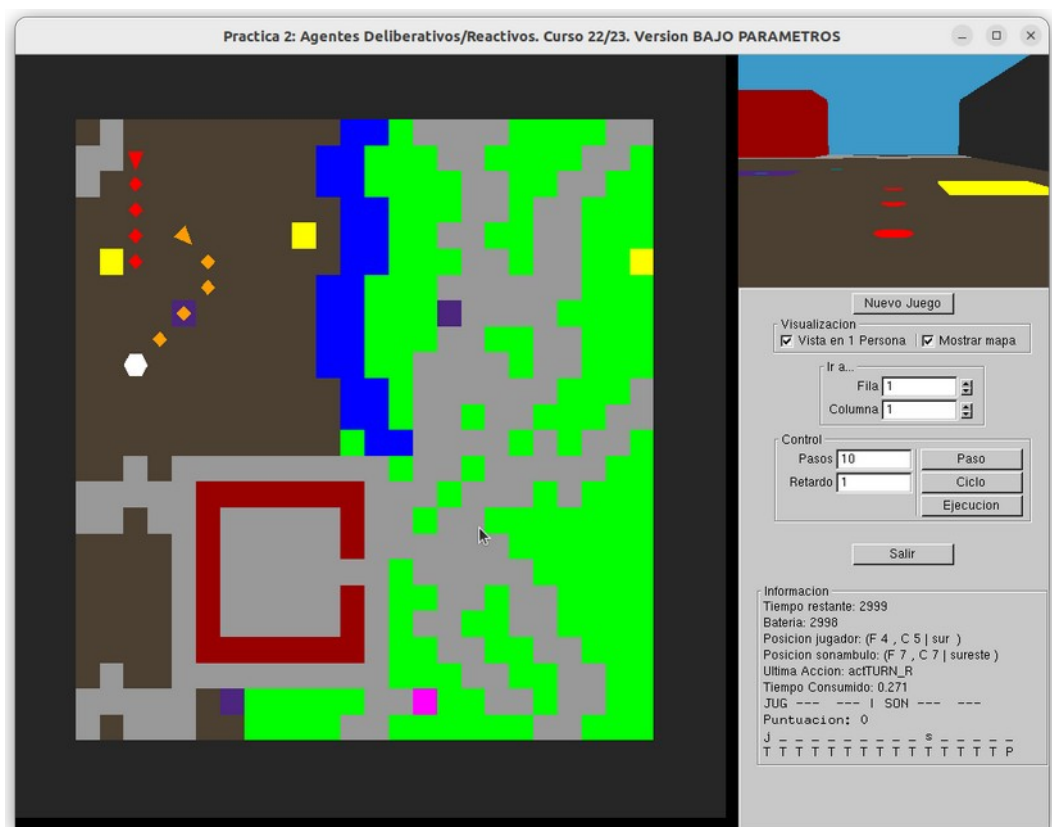 Practica 2: Agentes Deliberativos/Reactivos. Curso 22/23. Version BAJO PARAMETROS
Nuevo Juego
Visualizacion
Vista en 1 Persona Mostrar mapa
Ir a...
Fila 1
Columna 1
Control
Pasos 10 Paso
Retardo 1 Ciclo
Ejecucion
Salir
Informacion
Tiempo restante: 2999
Bateria: 2998
Posicion jugador: (F 4 , C 5 | sur )
Posicion sonambulo: (F 7 , C 7 | sureste )
Ultima Accion: actTURN_R
Tiempo Consumido: 0.271
JUG --- --- | SON --- ---
Puntuacion: 0
j _ _ _ _ _ _ _ _ _ s _ _ _ _ _
T T T T T T T T T T T T T T T P